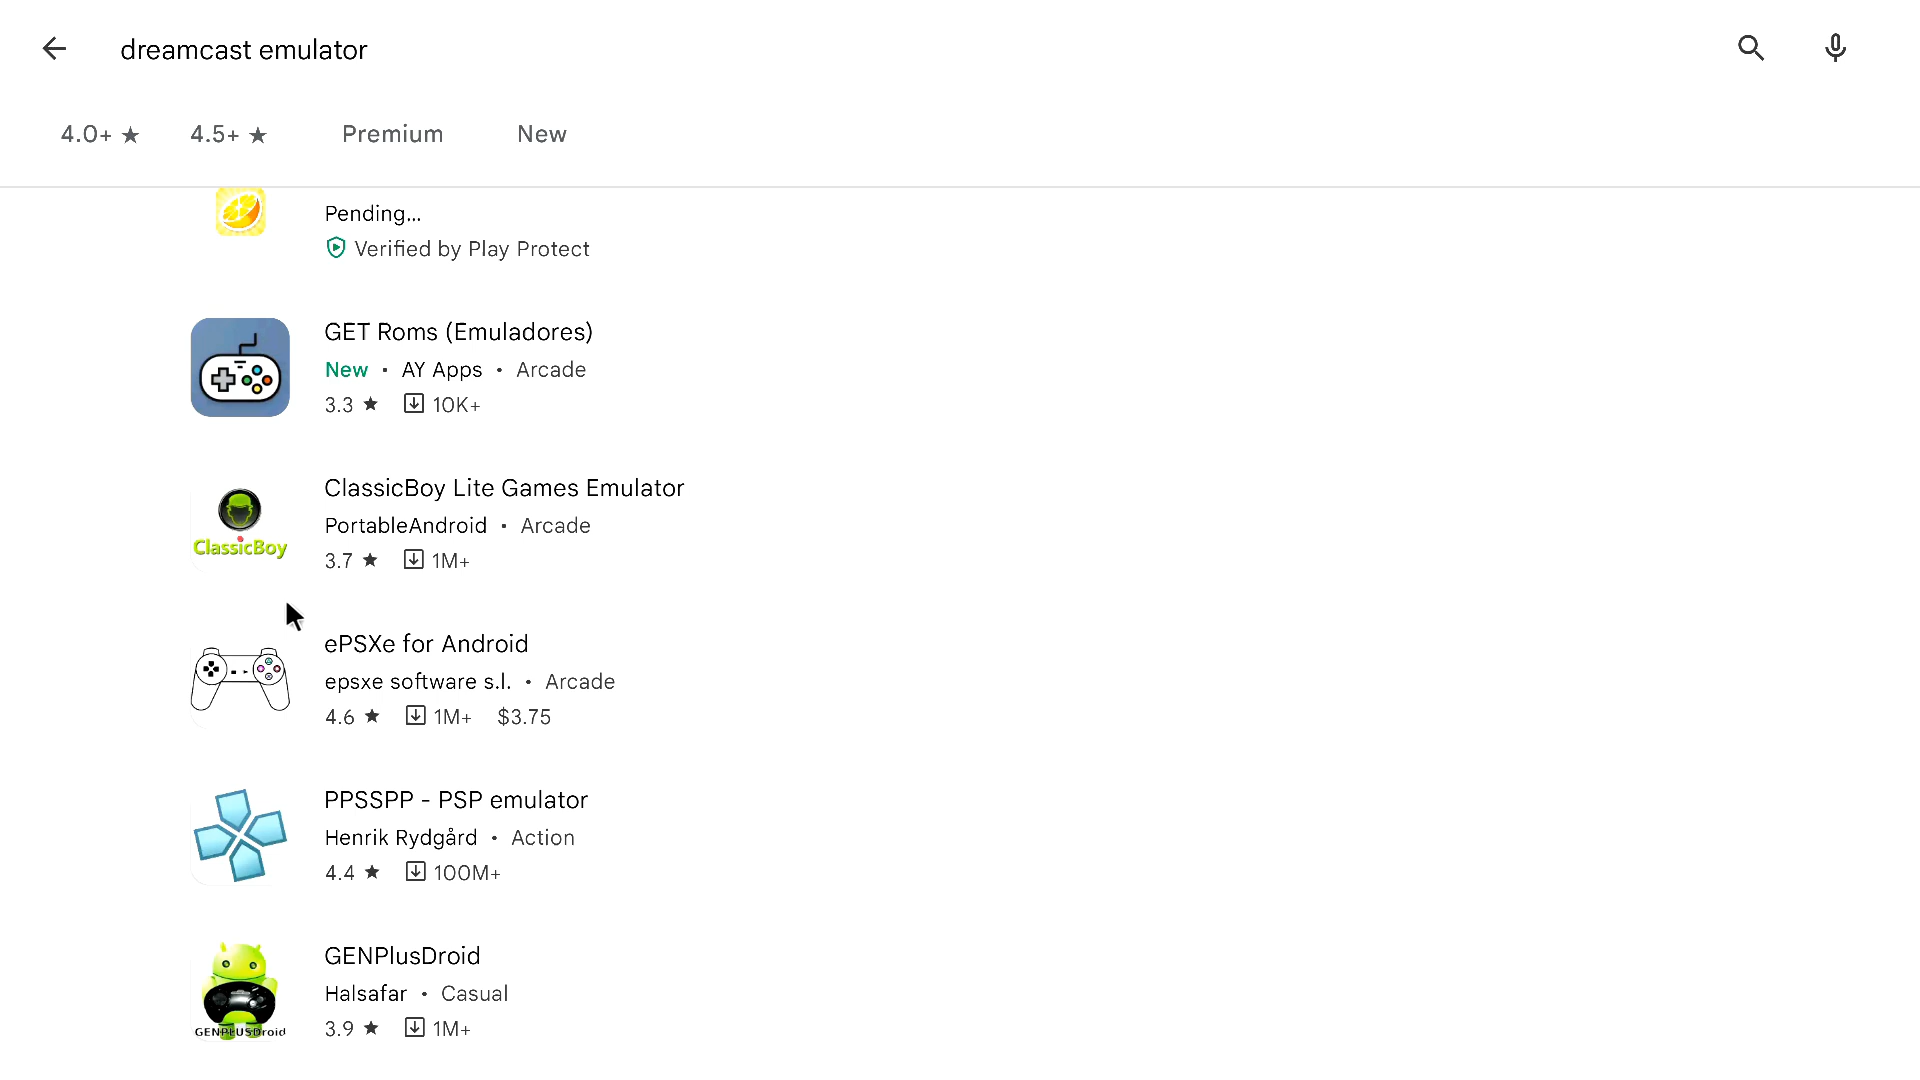 dreamcast emulator
4.0+ ★ 4.5+ ★ Premium New
Pending...
Verified by Play Protect
GET Roms (Emuladores)
New • AY Apps • Arcade
3.3 ★ 10K+
ClassicBoy
ClassicBoy Lite Games Emulator
PortableAndroid • Arcade
3.7 ★ 1M+
ePSXe for Android
epsxe software s.l. • Arcade
4.6 ★ 1M+ $3.75
PPSSPP - PSP emulator
Henrik Rydgård • Action
4.4 ★ 100M+
GENPlusDroid
Halsafar • Casual
GENPLUSDroid
3.9 ★ 1M+